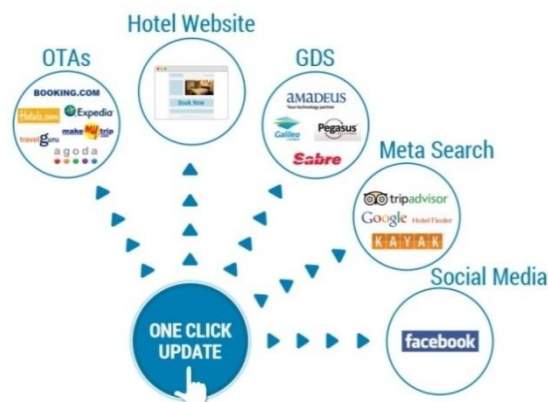 Hotel Website
Book Now
OTAs
BOOKING.COM
Hotels.com
Expedia
travelguru
make my trip
.com
agoda
GDS
AMADEUS
Your technology partner
Galileo
Pegasus
Sabre
Meta Search
tripadvisor
Google Hotel Finder
KAYAK
Social Media
facebook
ONE CLICK
UPDATE